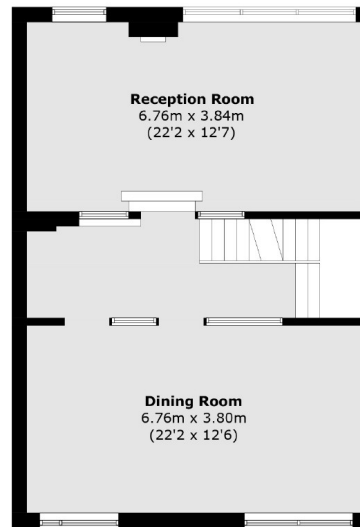 Reception Room
6.76m x 3.84m
(22'2 x 12'7)
Dining Room
6.76m x 3.80m
(22'2 x 12'6)